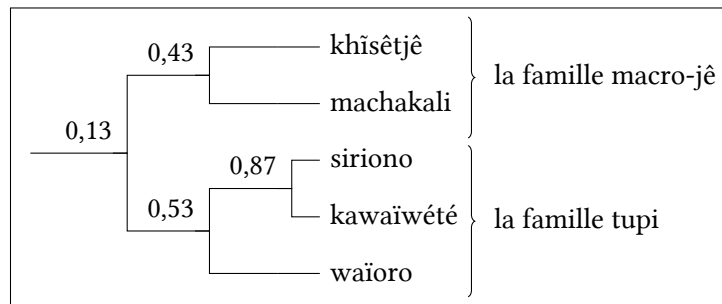 0,43
khĩsêtjê
machakali
la famille macro-jê
0,13
0,87
siriono
0,53
kawaïwété
la famille tupi
waïoro